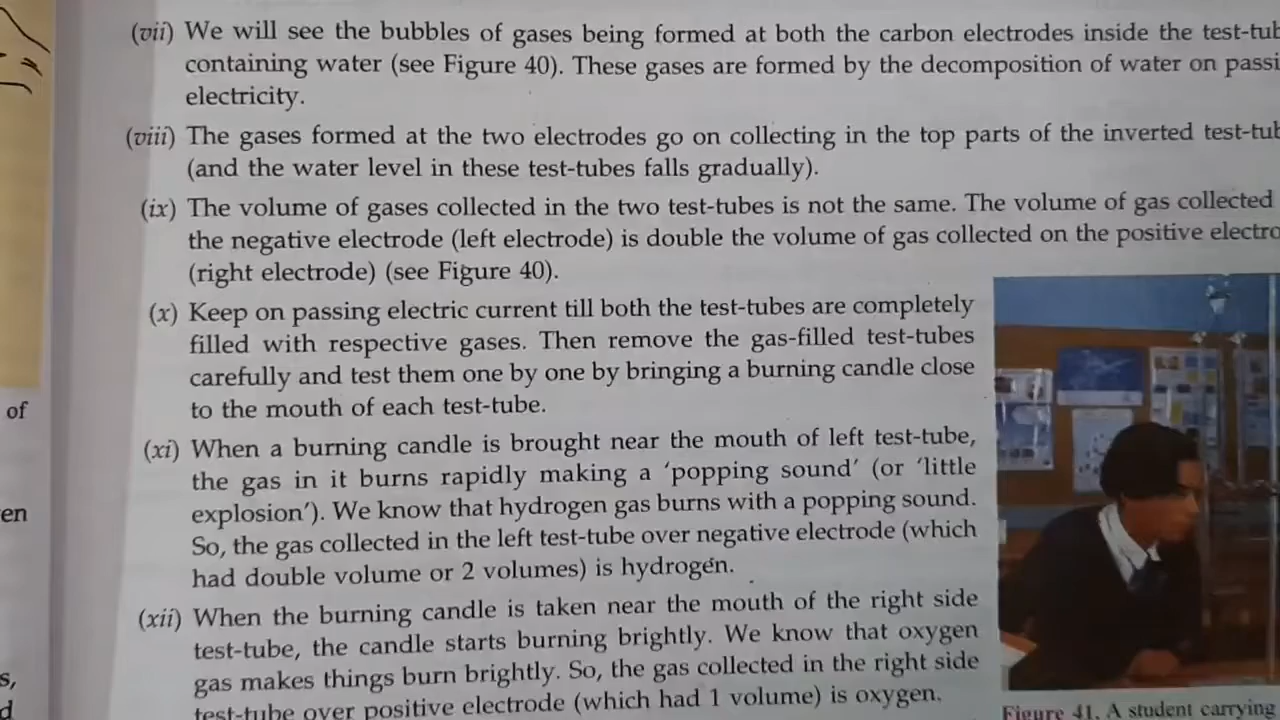 (vii) We will see the bubbles of gases being formed at both the carbon electrodes inside the
containing water (see Figure 40). These gases are formed by the decomposition of water on
electricity.
(viii) The gases formed at the two electrodes go on collecting in the top parts of the inverted
(and the water level in these test-tubes falls gradually).
(ix) The volume of gases collected in the two test-tubes is not the same. The volume of gas collected
the negative electrode (left electrode) is double the volume of gas collected on the positive
(right electrode) (see Figure 40).
(x) Keep on passing electric current till both the test-tubes are completely
filled with respective gases. Then remove the gas-filled test-tubes
carefully and test them one by one by bringing a burning candle close
to the mouth of each test-tube.
of
(xi) When a burning candle is brought near the mouth of left test-tube,
the gas in it burns rapidly making a 'popping sound' (or 'little
explosion'). We know that hydrogen gas burns with a popping sound.
So, the gas collected in the left test-tube over negative electrode (which
had double volume or 2 volumes) is hydrogen.
(xii) When the burning candle is taken near the mouth of the right side
test-tube, the candle starts burning brightly. We know that oxygen
gas makes things burn brightly. So, the gas collected in the right side
test-tube over positive electrode (which had 1 volume) is oxygen.
Figure 41. A student carrying